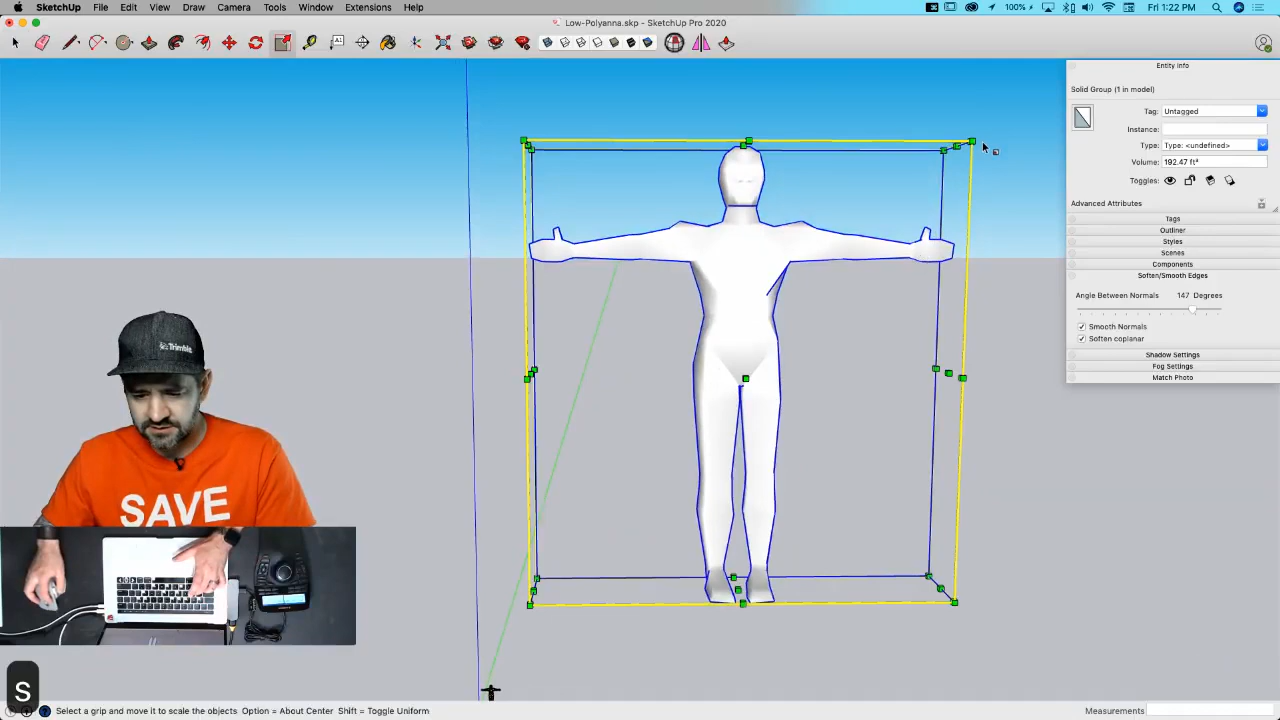 SketchUp File Edit View Draw Camera Tools Window Extensions Help 100% Fri 1:22 PM
Low-Polyanna.skp - SketchUp Pro 2020
Entity Info
Solid Group (1 in model)
Tag: Untagged
Instance:
Type: Type: <undefined>
Volume: 192.47 ft³
Toggles:
Advanced Attributes
Tags
Outliner
Styles
Scenes
Components
Soften/Smooth Edges
Angle Between Normals 147 Degrees
Smooth Normals
Soften coplanar
Shadow Settings
Fog Settings
Match Photo
Trimble
SAVE
S
Select a grip and move it to scale the objects Option = About Center Shift = Toggle Uniform
Measurements